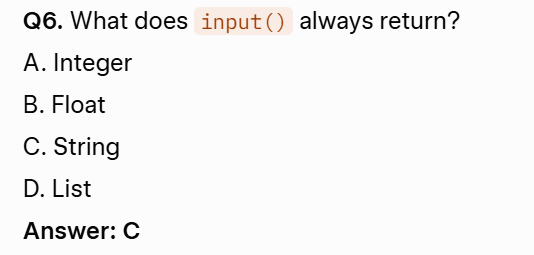 Q6. What does input() always return?
A. Integer
B. Float
C. String
D. List
Answer: C